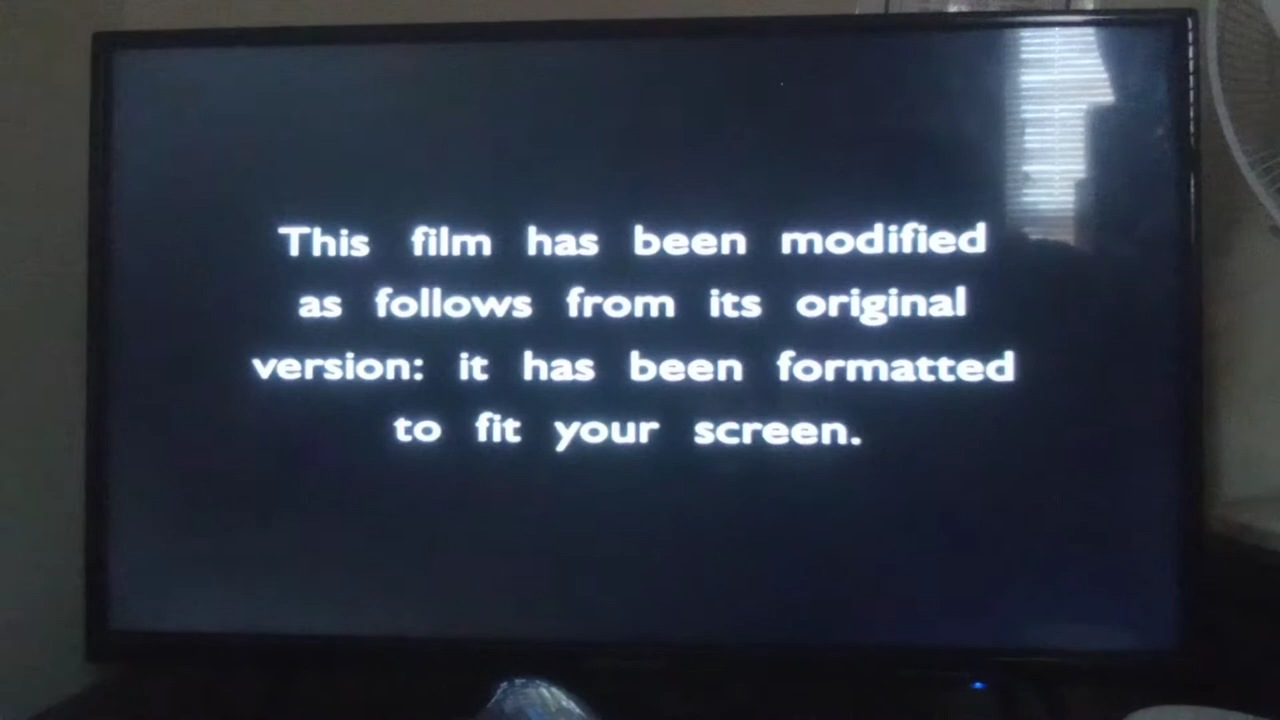 This film has been modified
as follows from its original
version: it has been formatted
to fit your screen.